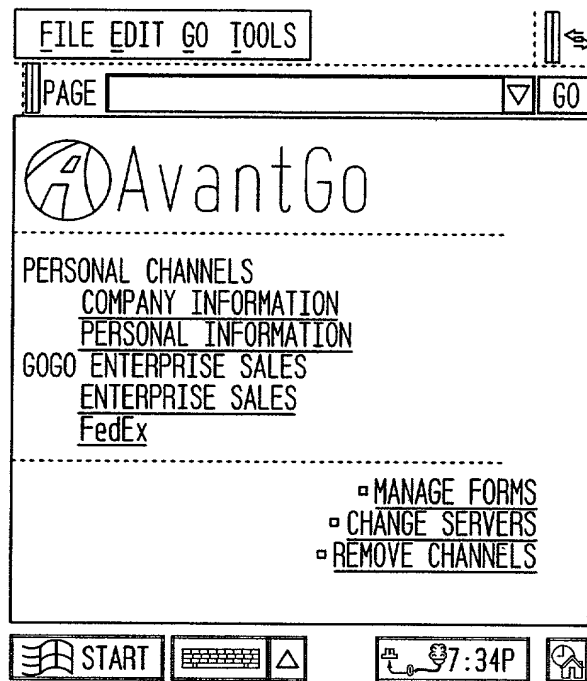 FILE EDIT GO TOOLS
PAGE GO
AvantGo
PERSONAL CHANNELS
COMPANY INFORMATION
PERSONAL INFORMATION
GOGO ENTERPRISE SALES
ENTERPRISE SALES
FedEx
MANAGE FORMS
CHANGE SERVERS
REMOVE CHANNELS
START 7:34P